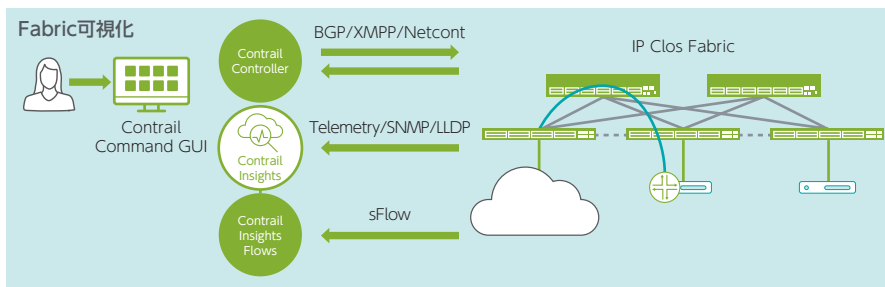 Fabric可視化
BGP/XMPP/Netcont
IP Clos Fabric
Contrail
Controller
Contrail
Command GUI
Telemetry/SNMP/LLDP
Contrail
Insights
sFlow
Contrail
Insights
Flows